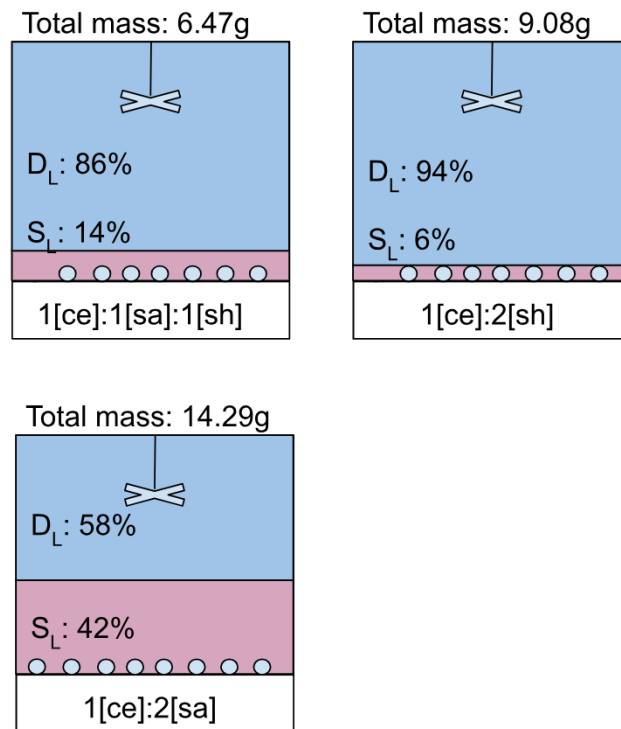 Total mass: 6.47g
D_L: 86%
S_L: 14%
1[ce]:1[sa]:1[sh]
Total mass: 9.08g
D_L: 94%
S_L: 6%
1[ce]:2[sh]
Total mass: 14.29g
D_L: 58%
S_L: 42%
1[ce]:2[sa]